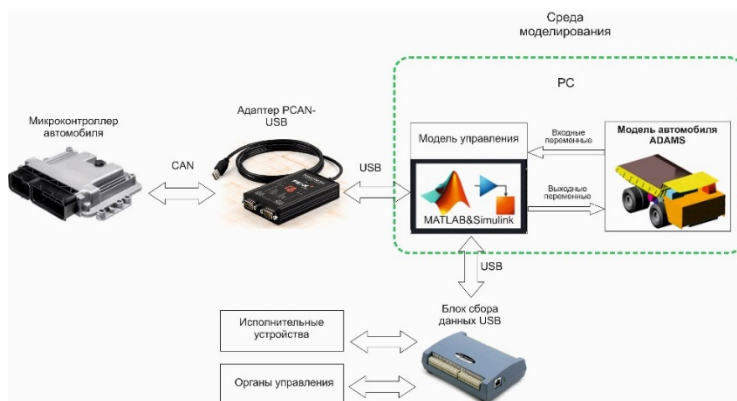 Среда
моделирования
PC
Адаптер PCAN-
USB
Микроконтроллер
автомобиля
CAN
USB
Модель управления
MATLAB&Simulink
Входные
переменные
Выходные
переменные
Модель автомобиля
ADAMS
USB
Блок сбора
данных USB
Исполнительные
устройства
Органы управления